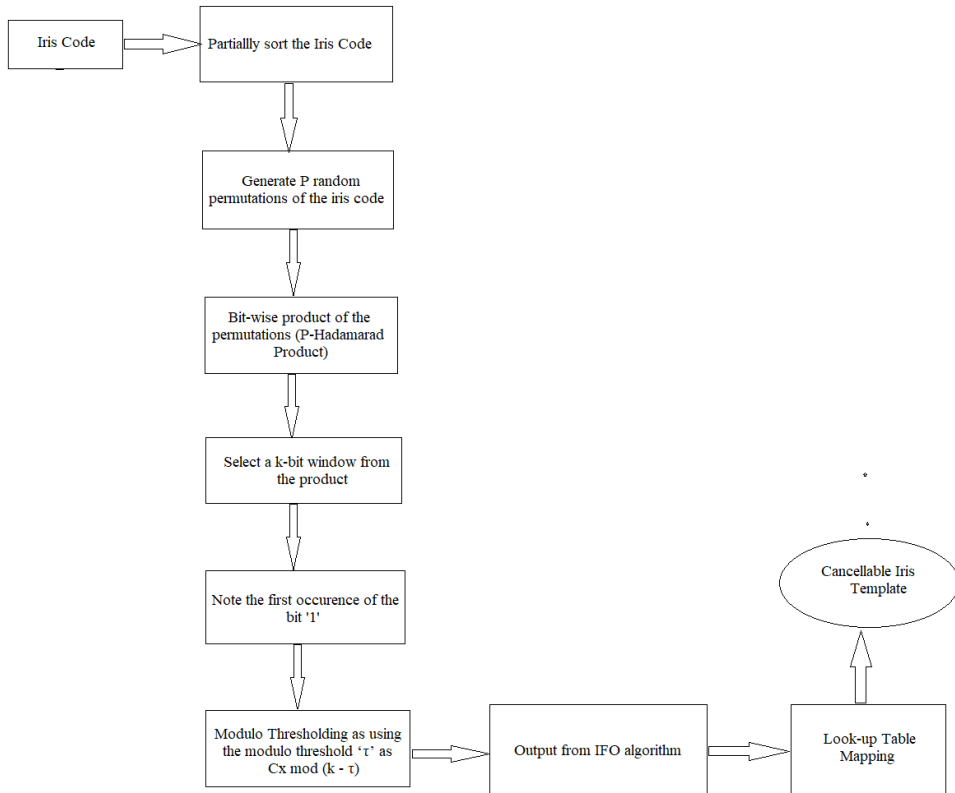 Iris Code
Partiallly sort the Iris Code
Generate P random
permutations of the iris code
Bit-wise product of the
permutations (P-Hadamarad
Product)
Select a k-bit window from
the product
Note the first occurence of the
bit '1'
Modulo Thresholding as using
the modulo threshold ‘τ’ as
Cx mod (k - τ)
Output from IFO algorithm
Look-up Table
Mapping
Cancellable Iris
Template